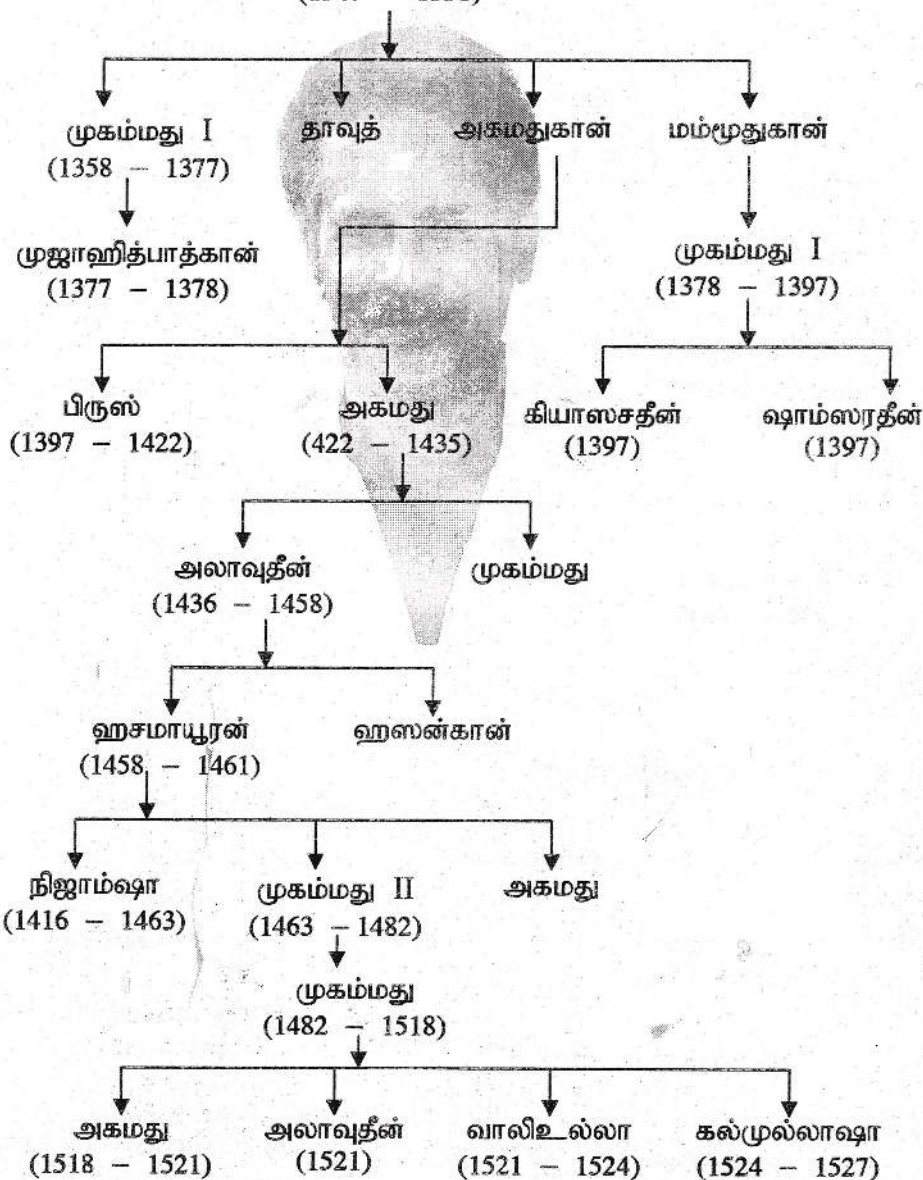 முகம்மது I தாவுத் அகமதுகான் மம்மூதுகான்
(1358 – 1377)
முஜாஹித்பாத்கான் முகம்மது I
(1377 – 1378) (1378 – 1397)
பிருஸ் அகமது கியாஸசதீன் ஷாம்ஸரதீன்
(1397 – 1422) (422 – 1435) (1397) (1397)
அலாவுதீன் முகம்மது
(1436 – 1458)
ஹசமாயூரன் ஹஸன்கான்
(1458 – 1461)
நிஜாம்ஷா முகம்மது II அகமது
(1416 – 1463) (1463 – 1482)
முகம்மது
(1482 – 1518)
அகமது அலாவுதீன் வாலிஉல்லா கல்முல்லாஷா
(1518 – 1521) (1521) (1521 – 1524) (1524 – 1527)